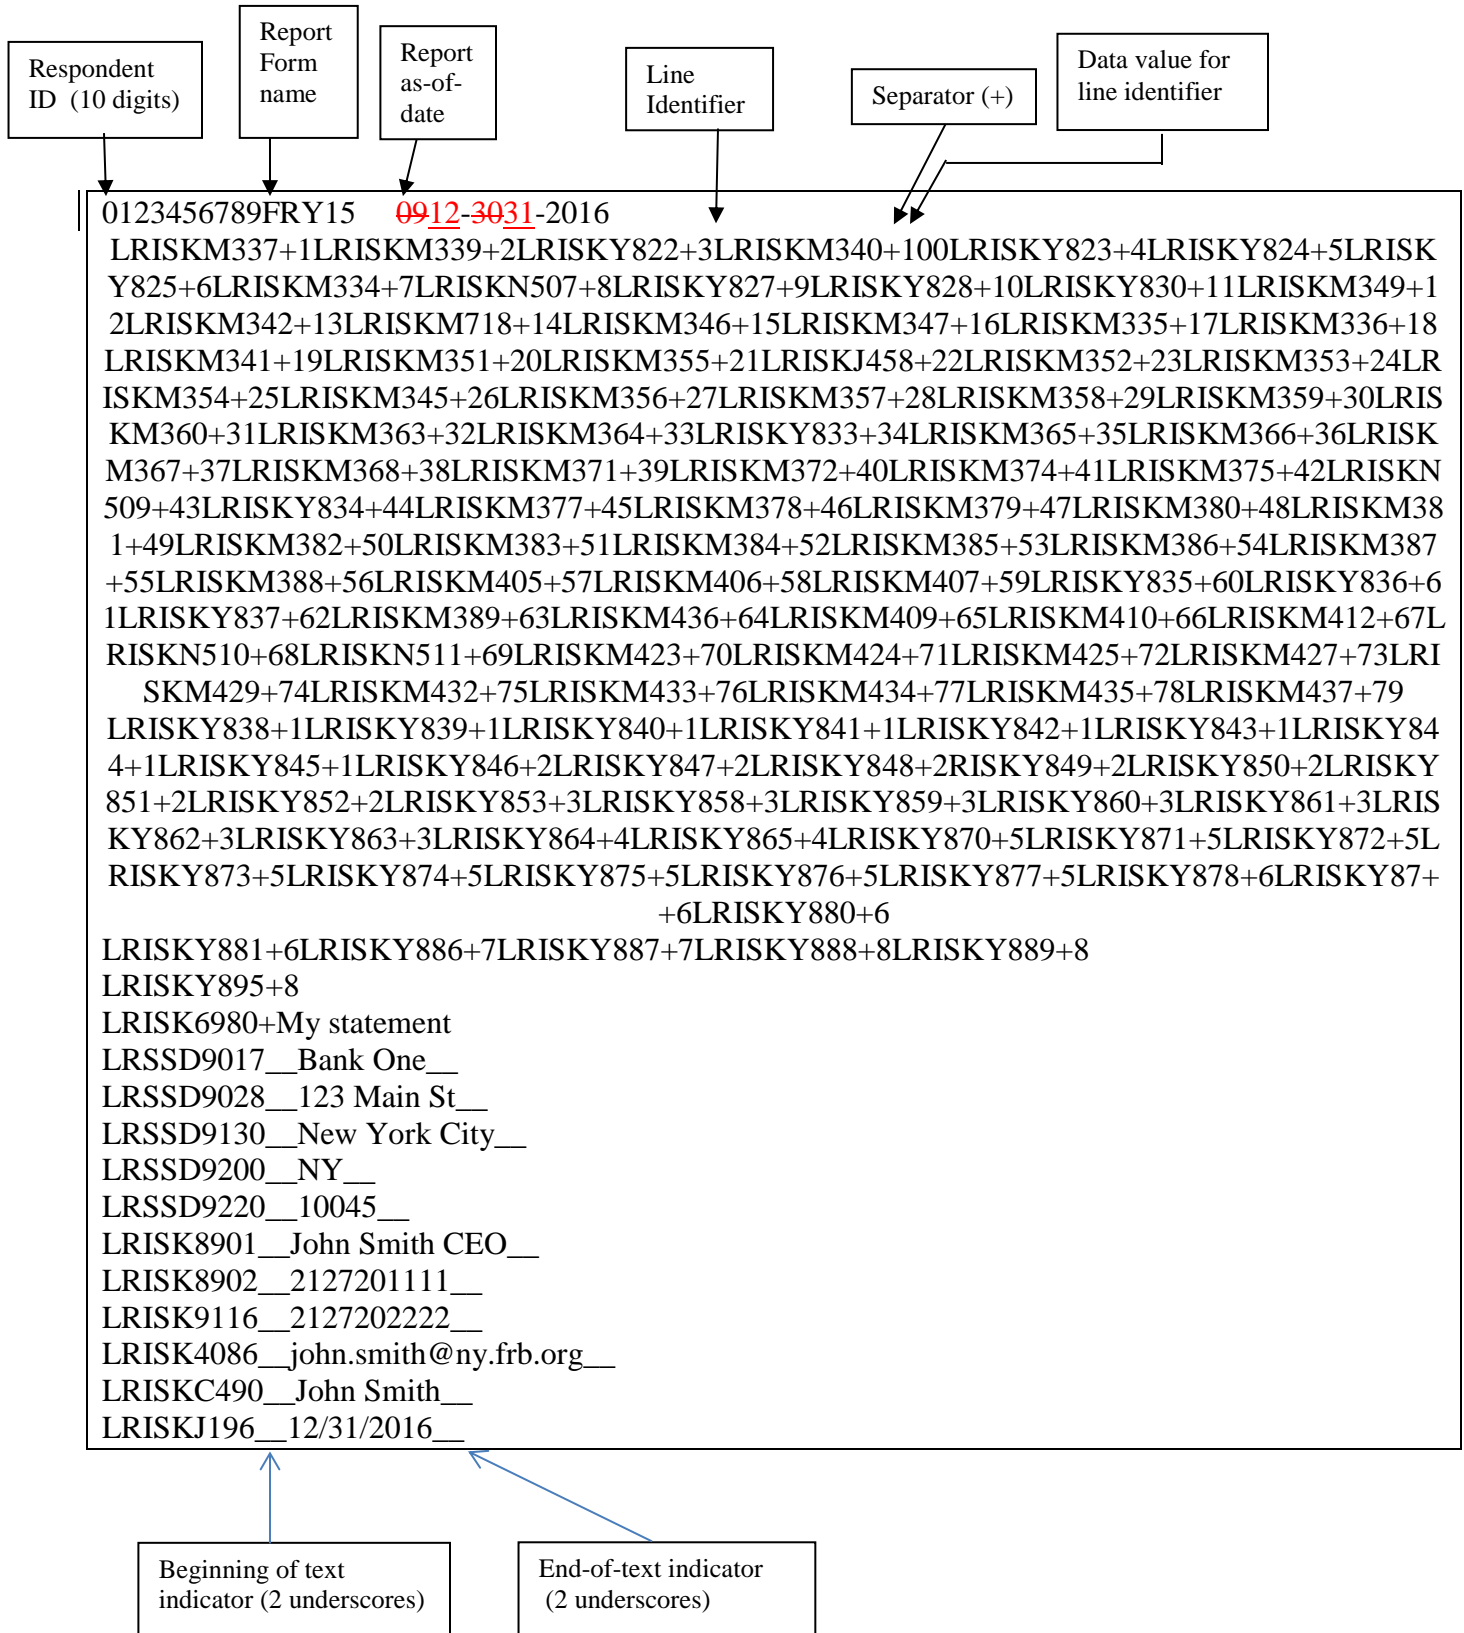 Respondent
ID (10 digits)
Report
Form
name
Report
as-of-
date
Line
Identifier
Separator (+)
Data value for
line identifier
0123456789FRY15 0912-3031-2016
LRISKM337+1LRISKM339+2LRISKY822+3LRISKM340+100LRISKY823+4LRISKY824+5LRISK
Y825+6LRISKM334+7LRISKN507+8LRISKY827+9LRISKY828+10LRISKY830+11LRISKM349+1
2LRISKM342+13LRISKM718+14LRISKM346+15LRISKM347+16LRISKM335+17LRISKM336+18
LRISKM341+19LRISKM351+20LRISKM355+21LRISKJ458+22LRISKM352+23LRISKM353+24LR
ISKM354+25LRISKM345+26LRISKM356+27LRISKM357+28LRISKM358+29LRISKM359+30LRIS
KM360+31LRISKM363+32LRISKM364+33LRISKY833+34LRISKM365+35LRISKM366+36LRISK
M367+37LRISKM368+38LRISKM371+39LRISKM372+40LRISKM374+41LRISKM375+42LRISKN
509+43LRISKY834+44LRISKM377+45LRISKM378+46LRISKM379+47LRISKM380+48LRISKM38
1+49LRISKM382+50LRISKM383+51LRISKM384+52LRISKM385+53LRISKM386+54LRISKM387
+55LRISKM388+56LRISKM405+57LRISKM406+58LRISKM407+59LRISKY835+60LRISKY836+6
1LRISKY837+62LRISKM389+63LRISKM436+64LRISKM409+65LRISKM410+66LRISKM412+67L
RISKN510+68LRISKN511+69LRISKM423+70LRISKM424+71LRISKM425+72LRISKM427+73LRI
SKM429+74LRISKM432+75LRISKM433+76LRISKM434+77LRISKM435+78LRISKM437+79
LRISKY838+1LRISKY839+1LRISKY840+1LRISKY841+1LRISKY842+1LRISKY843+1LRISKY84
4+1LRISKY845+1LRISKY846+2LRISKY847+2LRISKY848+2RISKY849+2LRISKY850+2LRISKY
851+2LRISKY852+2LRISKY853+3LRISKY858+3LRISKY859+3LRISKY860+3LRISKY861+3LRIS
KY862+3LRISKY863+3LRISKY864+4LRISKY865+4LRISKY870+5LRISKY871+5LRISKY872+5L
RISKY873+5LRISKY874+5LRISKY875+5LRISKY876+5LRISKY877+5LRISKY878+6LRISKY87+
+6LRISKY880+6
LRISKY881+6LRISKY886+7LRISKY887+7LRISKY888+8LRISKY889+8
LRISKY895+8
LRISK6980+My statement
LRSSD9017__Bank One__
LRSSD9028__123 Main St__
LRSSD9130__New York City__
LRSSD9200__NY__
LRSSD9220__10045__
LRISK8901__John Smith CEO__
LRISK8902__2127201111__
LRISK9116__2127202222__
LRISK4086__john.smith@ny.frb.org__
LRISKC490__John Smith__
LRISKJ196__12/31/2016__
Beginning of text
indicator (2 underscores)
End-of-text indicator
(2 underscores)